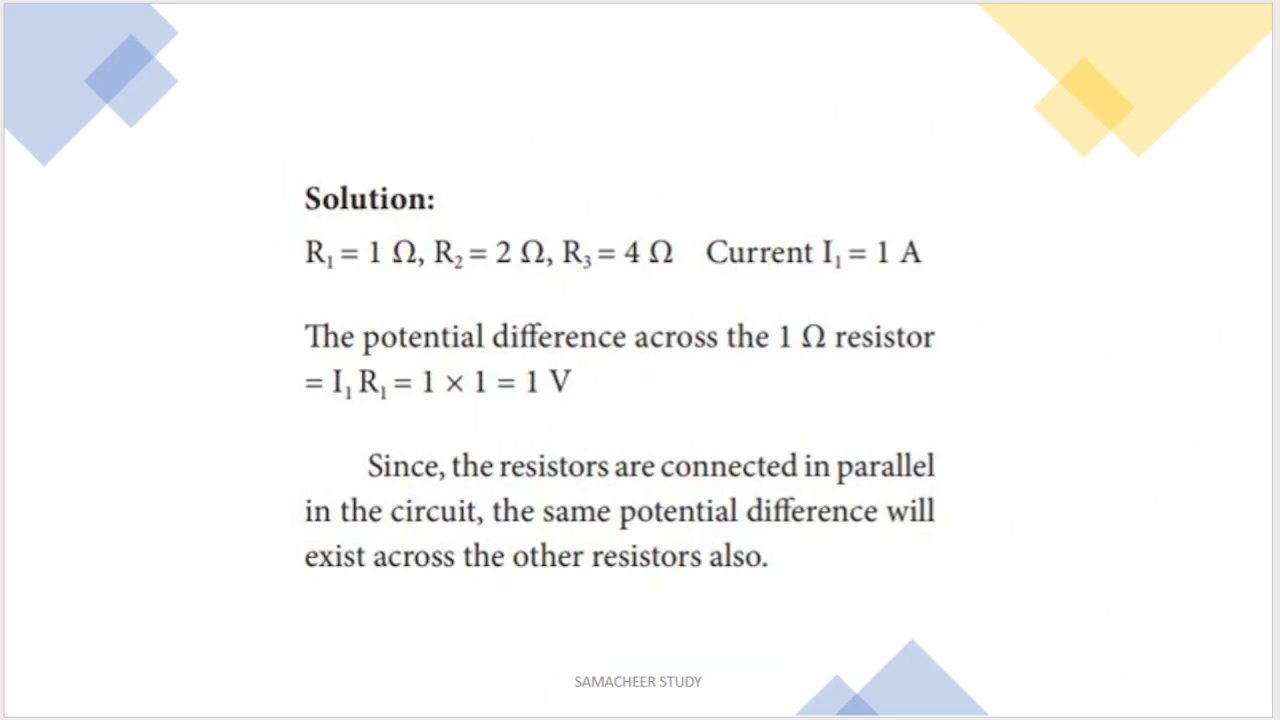 Solution:
R₁ = 1 Ω, R₂ = 2 Ω, R₃ = 4 Ω Current I₁ = 1 A
The potential difference across the 1 Ω resistor
= I₁ R₁ = 1 × 1 = 1 V
Since, the resistors are connected in parallel
in the circuit, the same potential difference will
exist across the other resistors also.
SAMACHEER STUDY